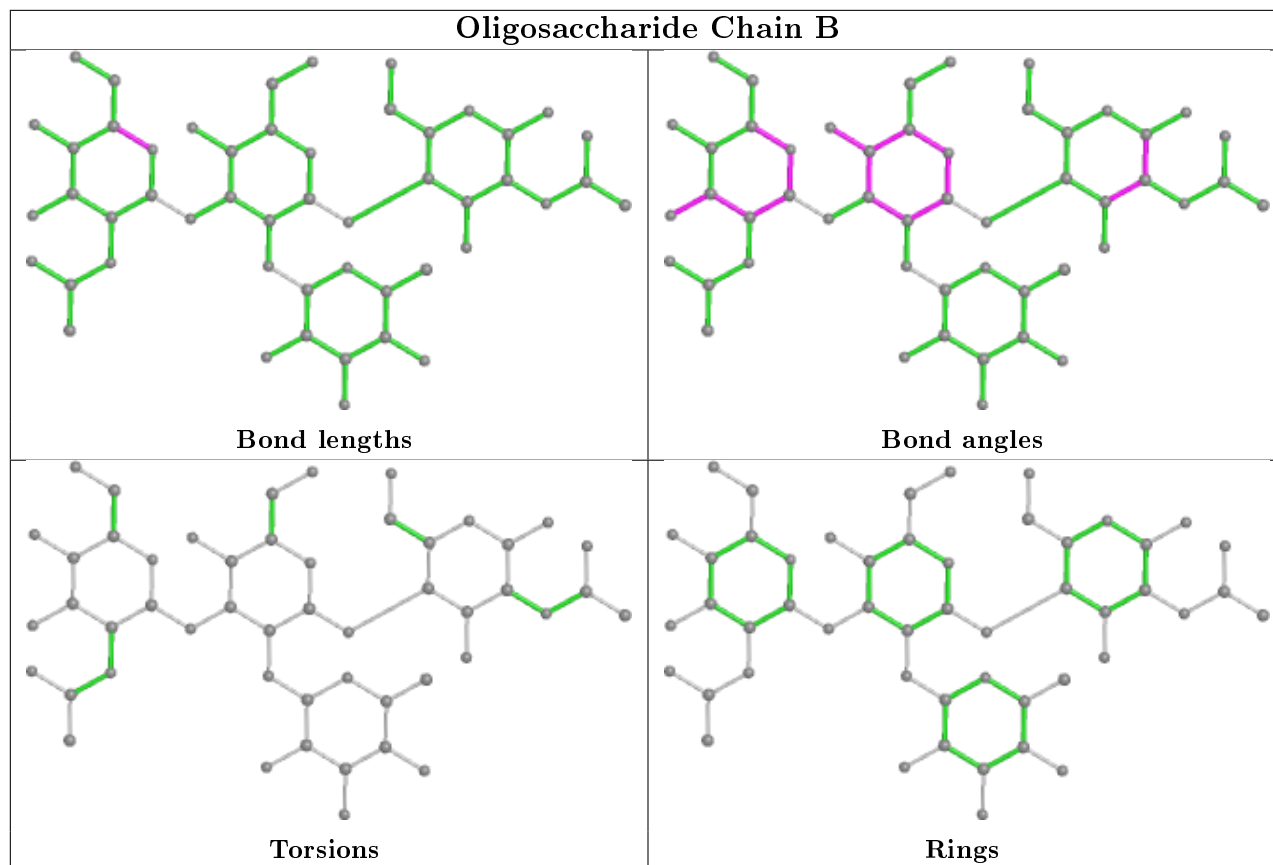 Oligosaccharide Chain B
Bond lengths
Bond angles
Torsions
Rings